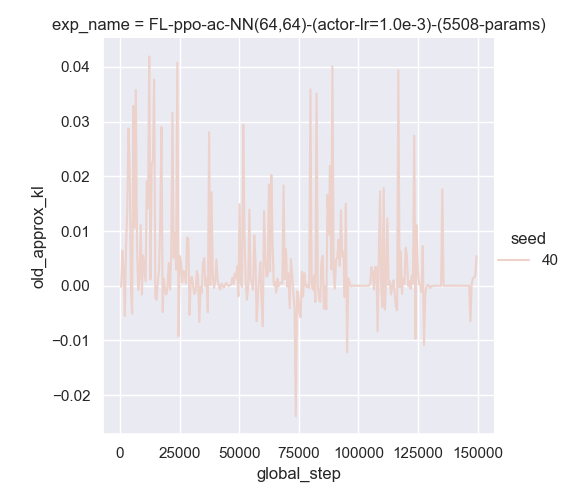 exp_name = FL-ppo-ac-NN(64,64)-(actor-lr=1.0e-3)-(5508-params)
0.04
0.03
0.02
0.01
0.00
−0.01
−0.02
old_approx_kl
0 25000 50000 75000 100000 125000 150000
global_step
seed
40